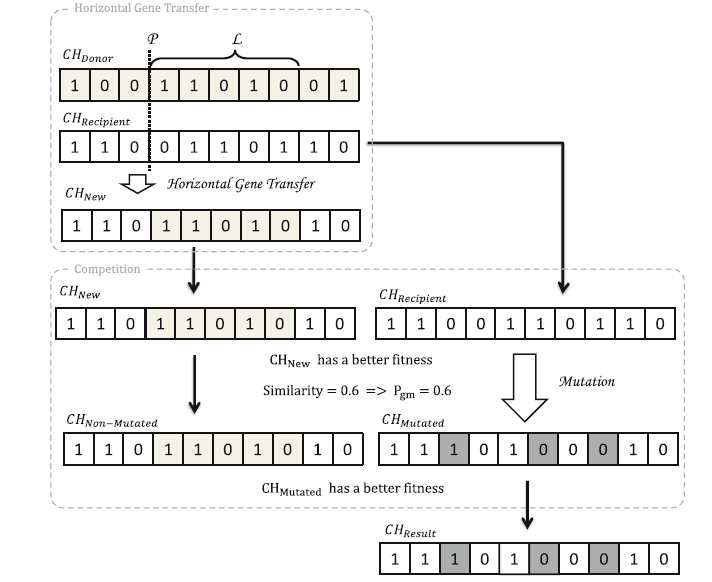 Horizontal Gene Transfer
𝒫 ℒ
CH_Donor
1 0 0 1 1 0 1 0 0 1
CH_Recipient
1 1 0 0 1 1 0 1 1 0
Horizontal Gene Transfer
CH_New
1 1 0 1 1 0 1 0 1 0
Competition
CH_New
1 1 0 1 1 0 1 0 1 0
CH_Recipient
1 1 0 0 1 1 0 1 1 0
CH_New has a better fitness
Similarity = 0.6 => P_gm = 0.6
Mutation
CH_Non−Mutated
1 1 0 1 1 0 1 0 1 0
CH_Mutated
1 1 1 0 1 0 0 0 1 0
CH_Mutated has a better fitness
CH_Result
1 1 1 0 1 0 0 0 1 0